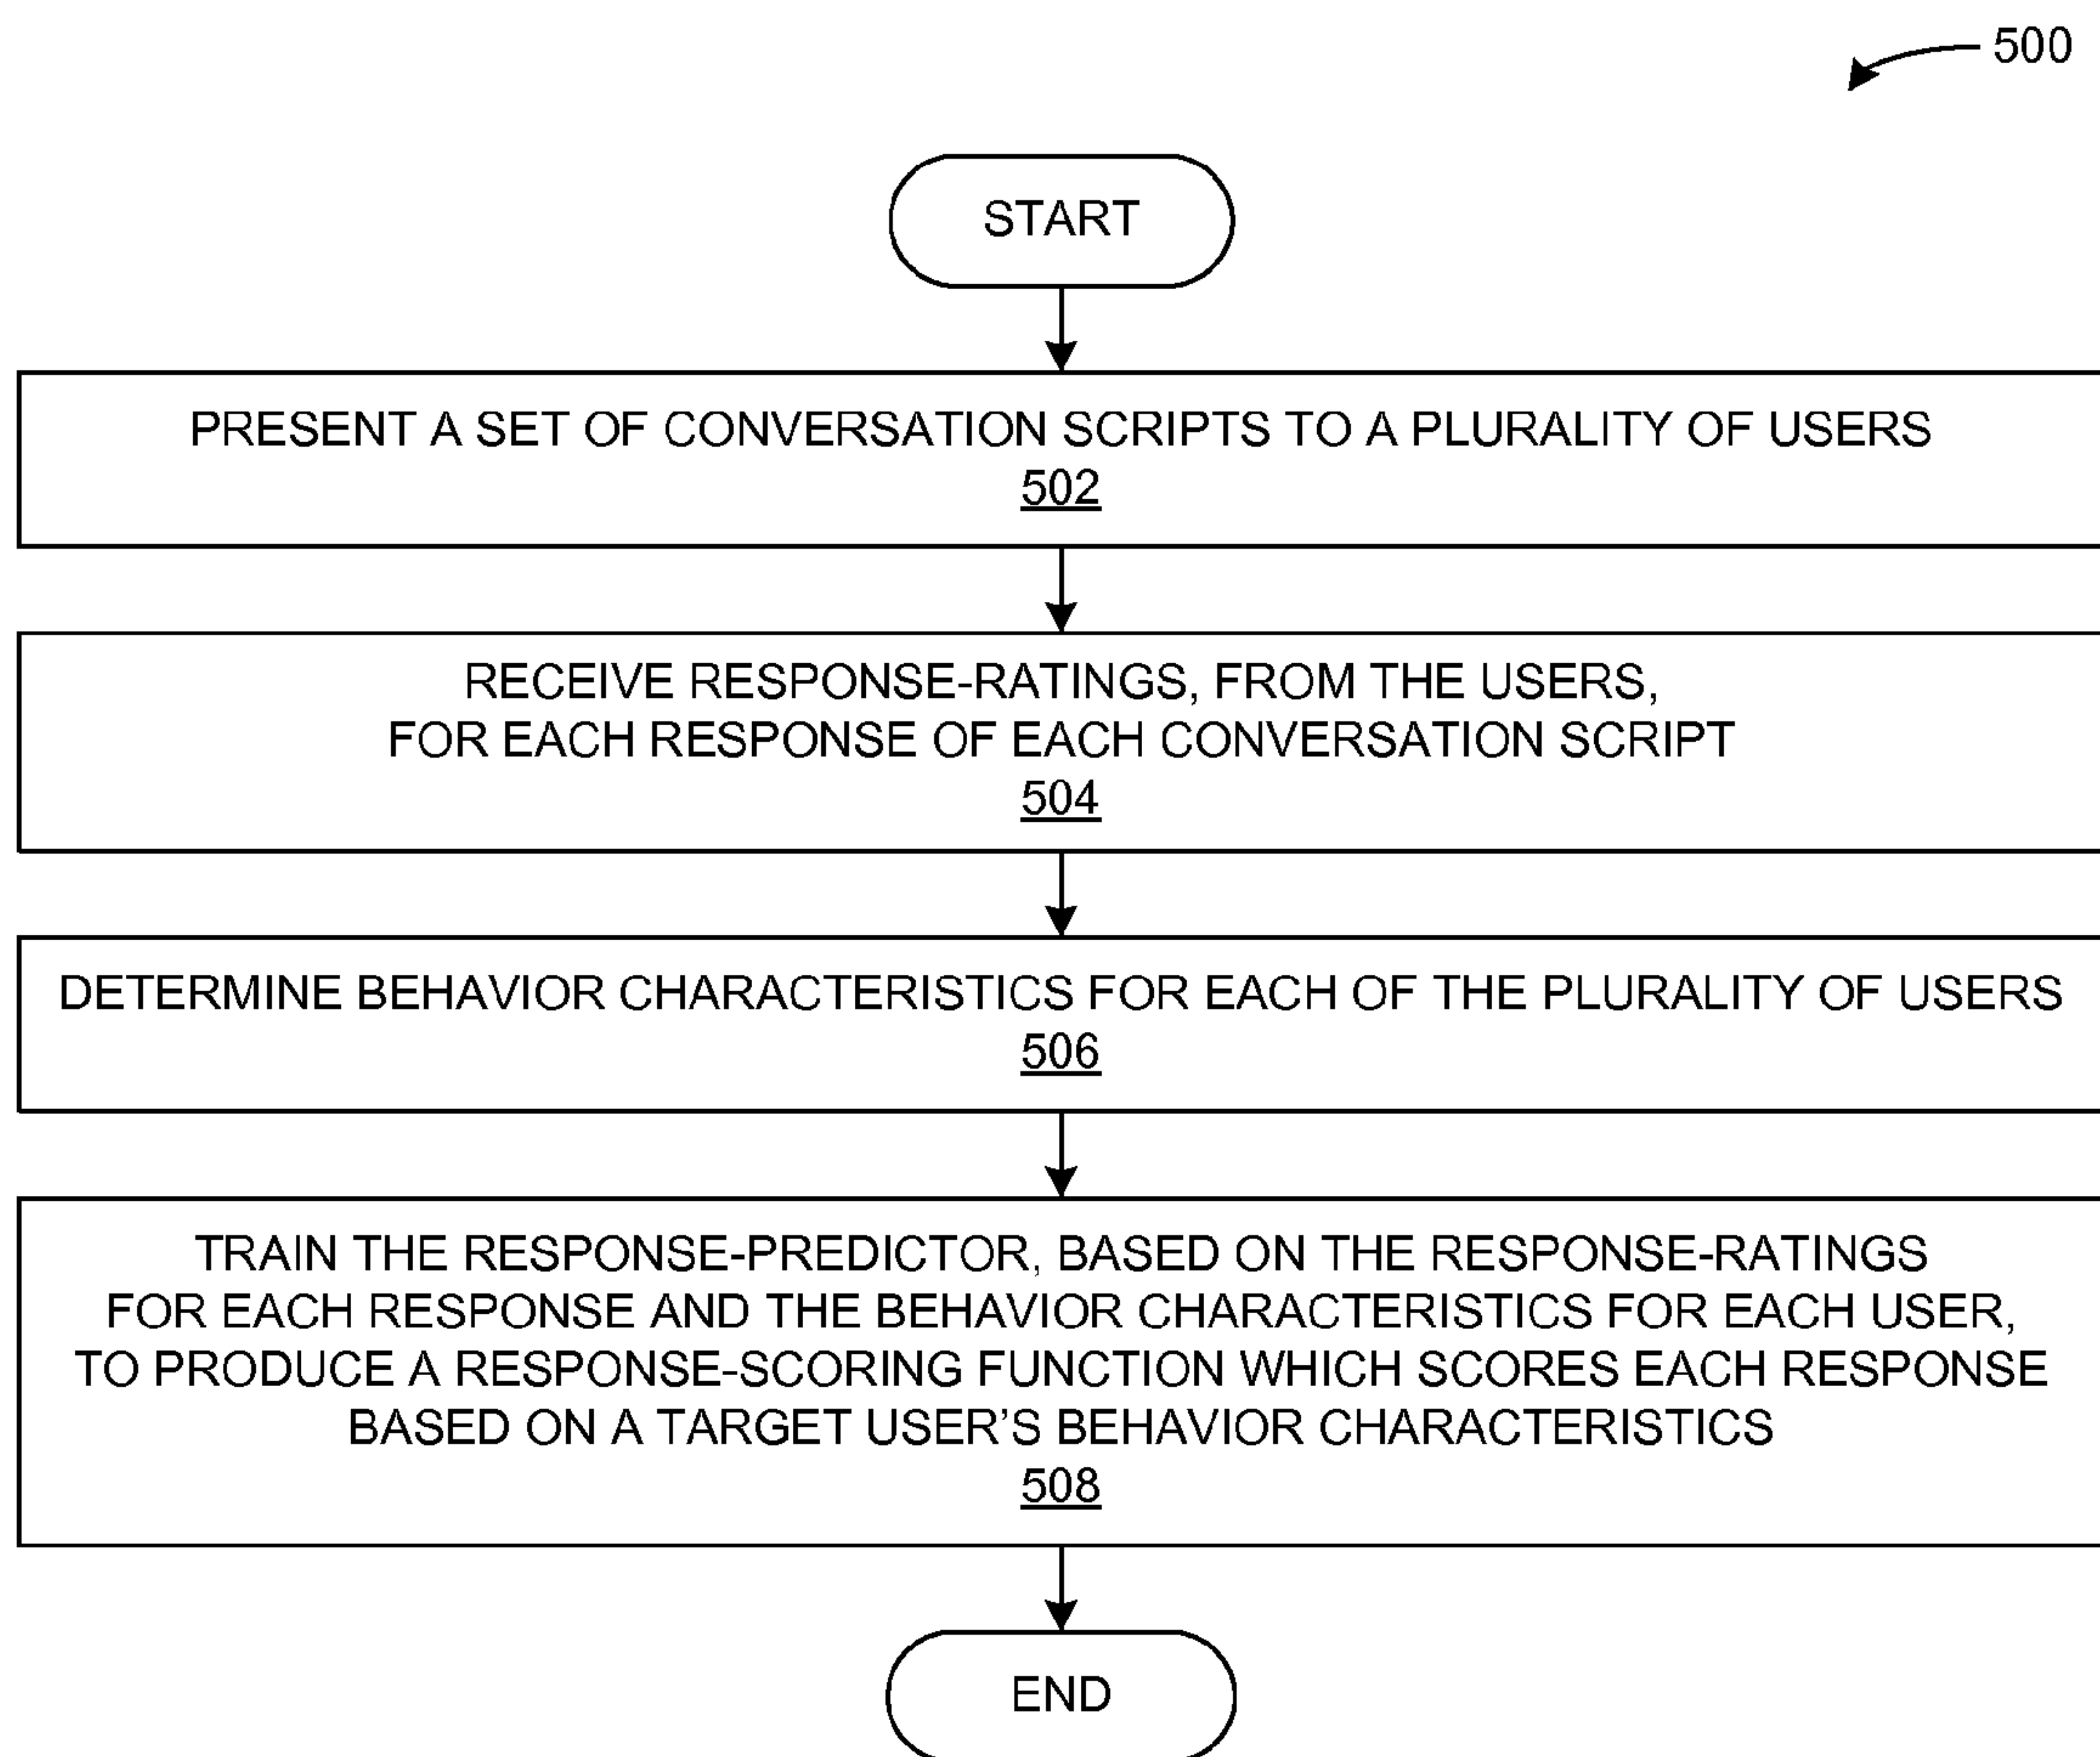 500
START
PRESENT A SET OF CONVERSATION SCRIPTS TO A PLURALITY OF USERS
502
RECEIVE RESPONSE-RATINGS, FROM THE USERS,
FOR EACH RESPONSE OF EACH CONVERSATION SCRIPT
504
DETERMINE BEHAVIOR CHARACTERISTICS FOR EACH OF THE PLURALITY OF USERS
506
TRAIN THE RESPONSE-PREDICTOR, BASED ON THE RESPONSE-RATINGS
FOR EACH RESPONSE AND THE BEHAVIOR CHARACTERISTICS FOR EACH USER,
TO PRODUCE A RESPONSE-SCORING FUNCTION WHICH SCORES EACH RESPONSE
BASED ON A TARGET USER’S BEHAVIOR CHARACTERISTICS
508
END